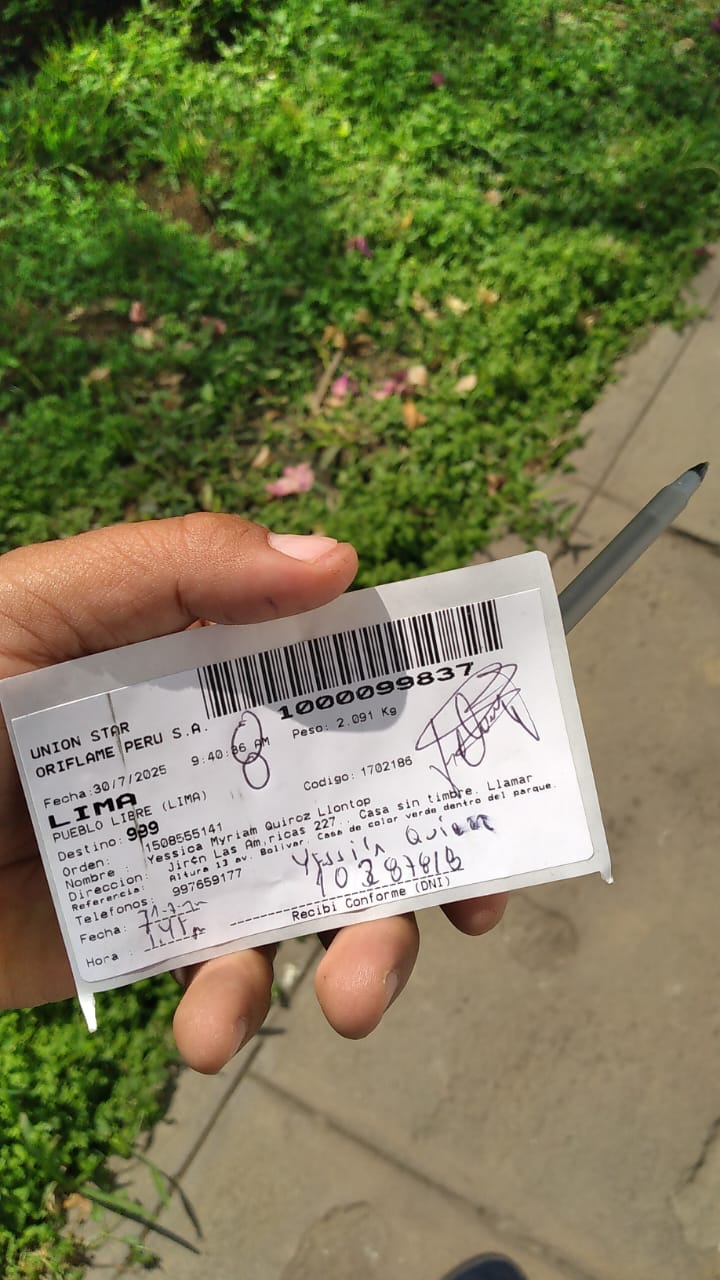 1000099837
UNION STAR
ORIFLAME PERU S.A.
Fecha:30/7/2025 9:40:36 AM Peso: 2.091 Kg
LIMA
PUEBLO LIBRE (LIMA) Codigo: 1702186
Destino: 999
Orden: 1508555141
Nombre : Yessica Myriam Quiroz Llontop
Direccion: Jirón Las Am,ricas 227.. Casa sin timbre. Llamar
Referencia: Altura 13 av. Bolivar, Casa de color verde dentro del parque.
Telefonos: 997659177
Fecha:
Hora :
Recibi Conforme (DNI)